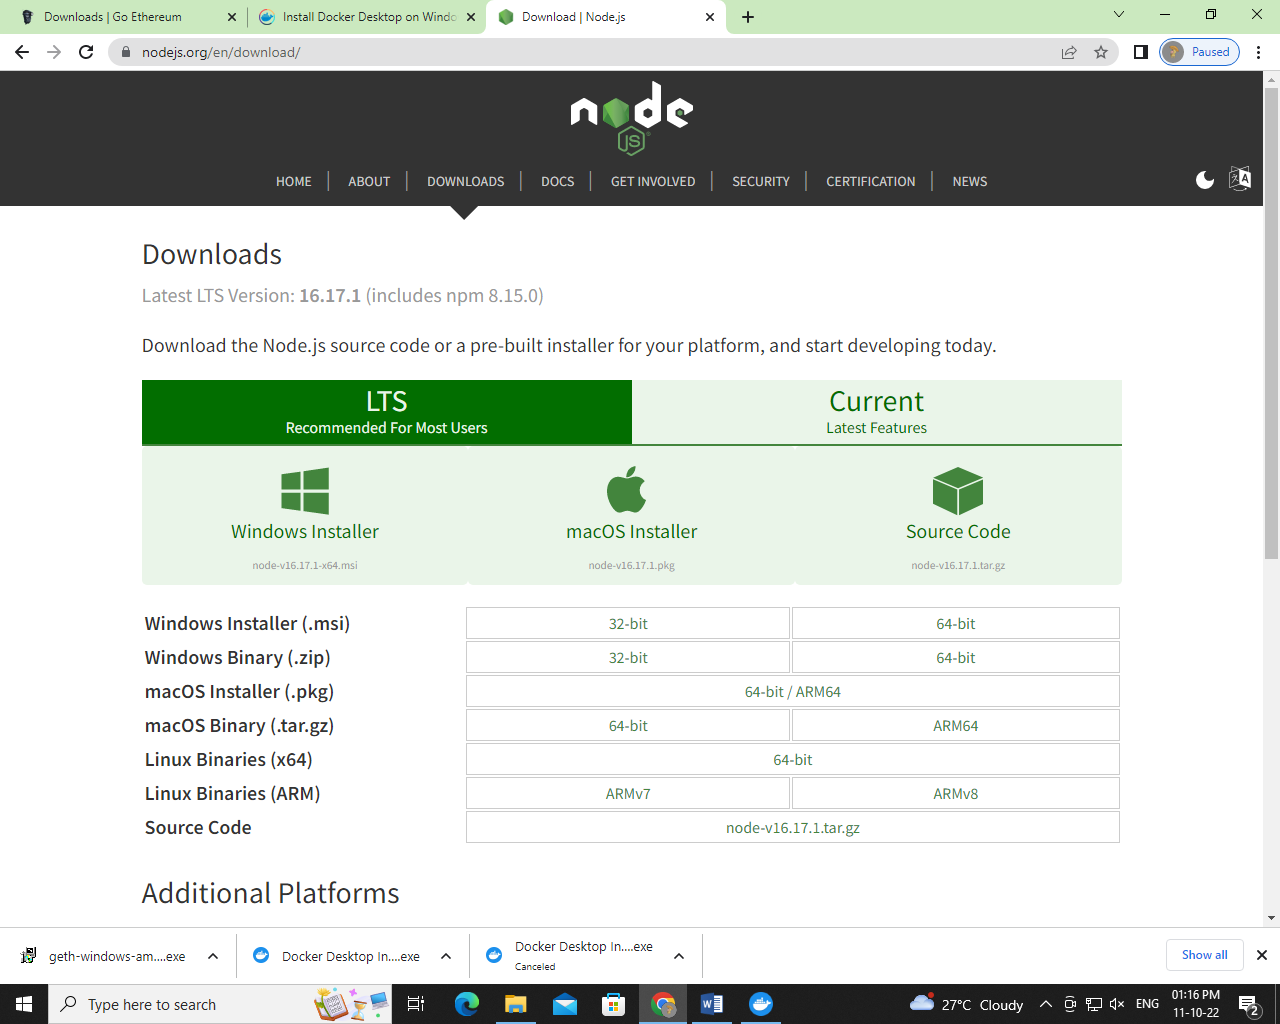 Downloads | Go Ethereum
Install Docker Desktop on Windo
Download | Node.js
nodejs.org/en/download/
Paused
node
JS
HOME
ABOUT
DOWNLOADS
DOCS
GET INVOLVED
SECURITY
CERTIFICATION
NEWS
Downloads
Latest LTS Version: 16.17.1 (includes npm 8.15.0)
Download the Node.js source code or a pre-built installer for your platform, and start developing today.
LTS
Recommended For Most Users
Current
Latest Features
Windows Installer
node-v16.17.1-x64.msi
macOS Installer
node-v16.17.1.pkg
Source Code
node-v16.17.1.tar.gz
Windows Installer (.msi) 32-bit 64-bit
Windows Binary (.zip) 32-bit 64-bit
macOS Installer (.pkg) 64-bit / ARM64
macOS Binary (.tar.gz) 64-bit ARM64
Linux Binaries (x64) 64-bit
Linux Binaries (ARM) ARMv7 ARMv8
Source Code node-v16.17.1.tar.gz
Additional Platforms
geth-windows-am....exe
Docker Desktop In....exe
Docker Desktop In....exe
Canceled
Show all
Type here to search
27°C Cloudy
ENG
01:16 PM
11-10-22
2